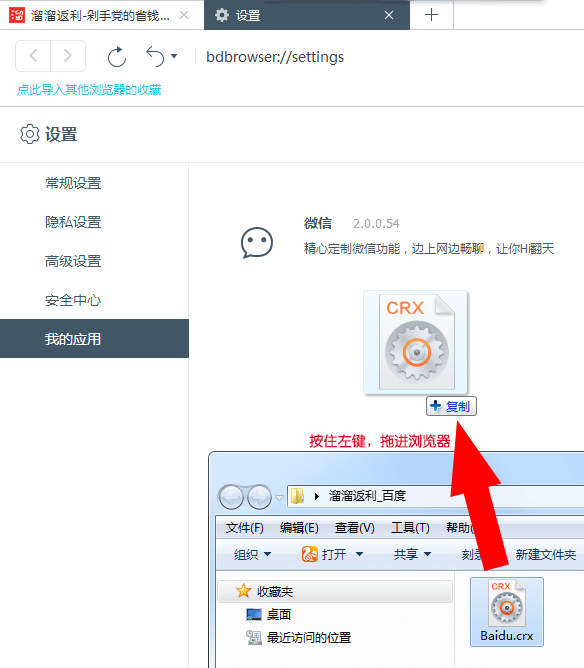 溜溜返利-剁手党的省钱...
设置
bdbrowser://settings
点此导入其他浏览器的收藏
设置
常规设置
隐私设置
高级设置
安全中心
我的应用
微信 2.0.0.54
精心定制微信功能，边上网边畅聊，让你Hi翻天
CRX
复制
按住左键，拖进浏览器
溜溜返利_百度
文件(F) 编辑(E) 查看(V) 工具(T) 帮助(
组织 打开 共享 刻 新建文件夹
收藏夹
桌面
最近访问的位置
CRX
Baidu.crx